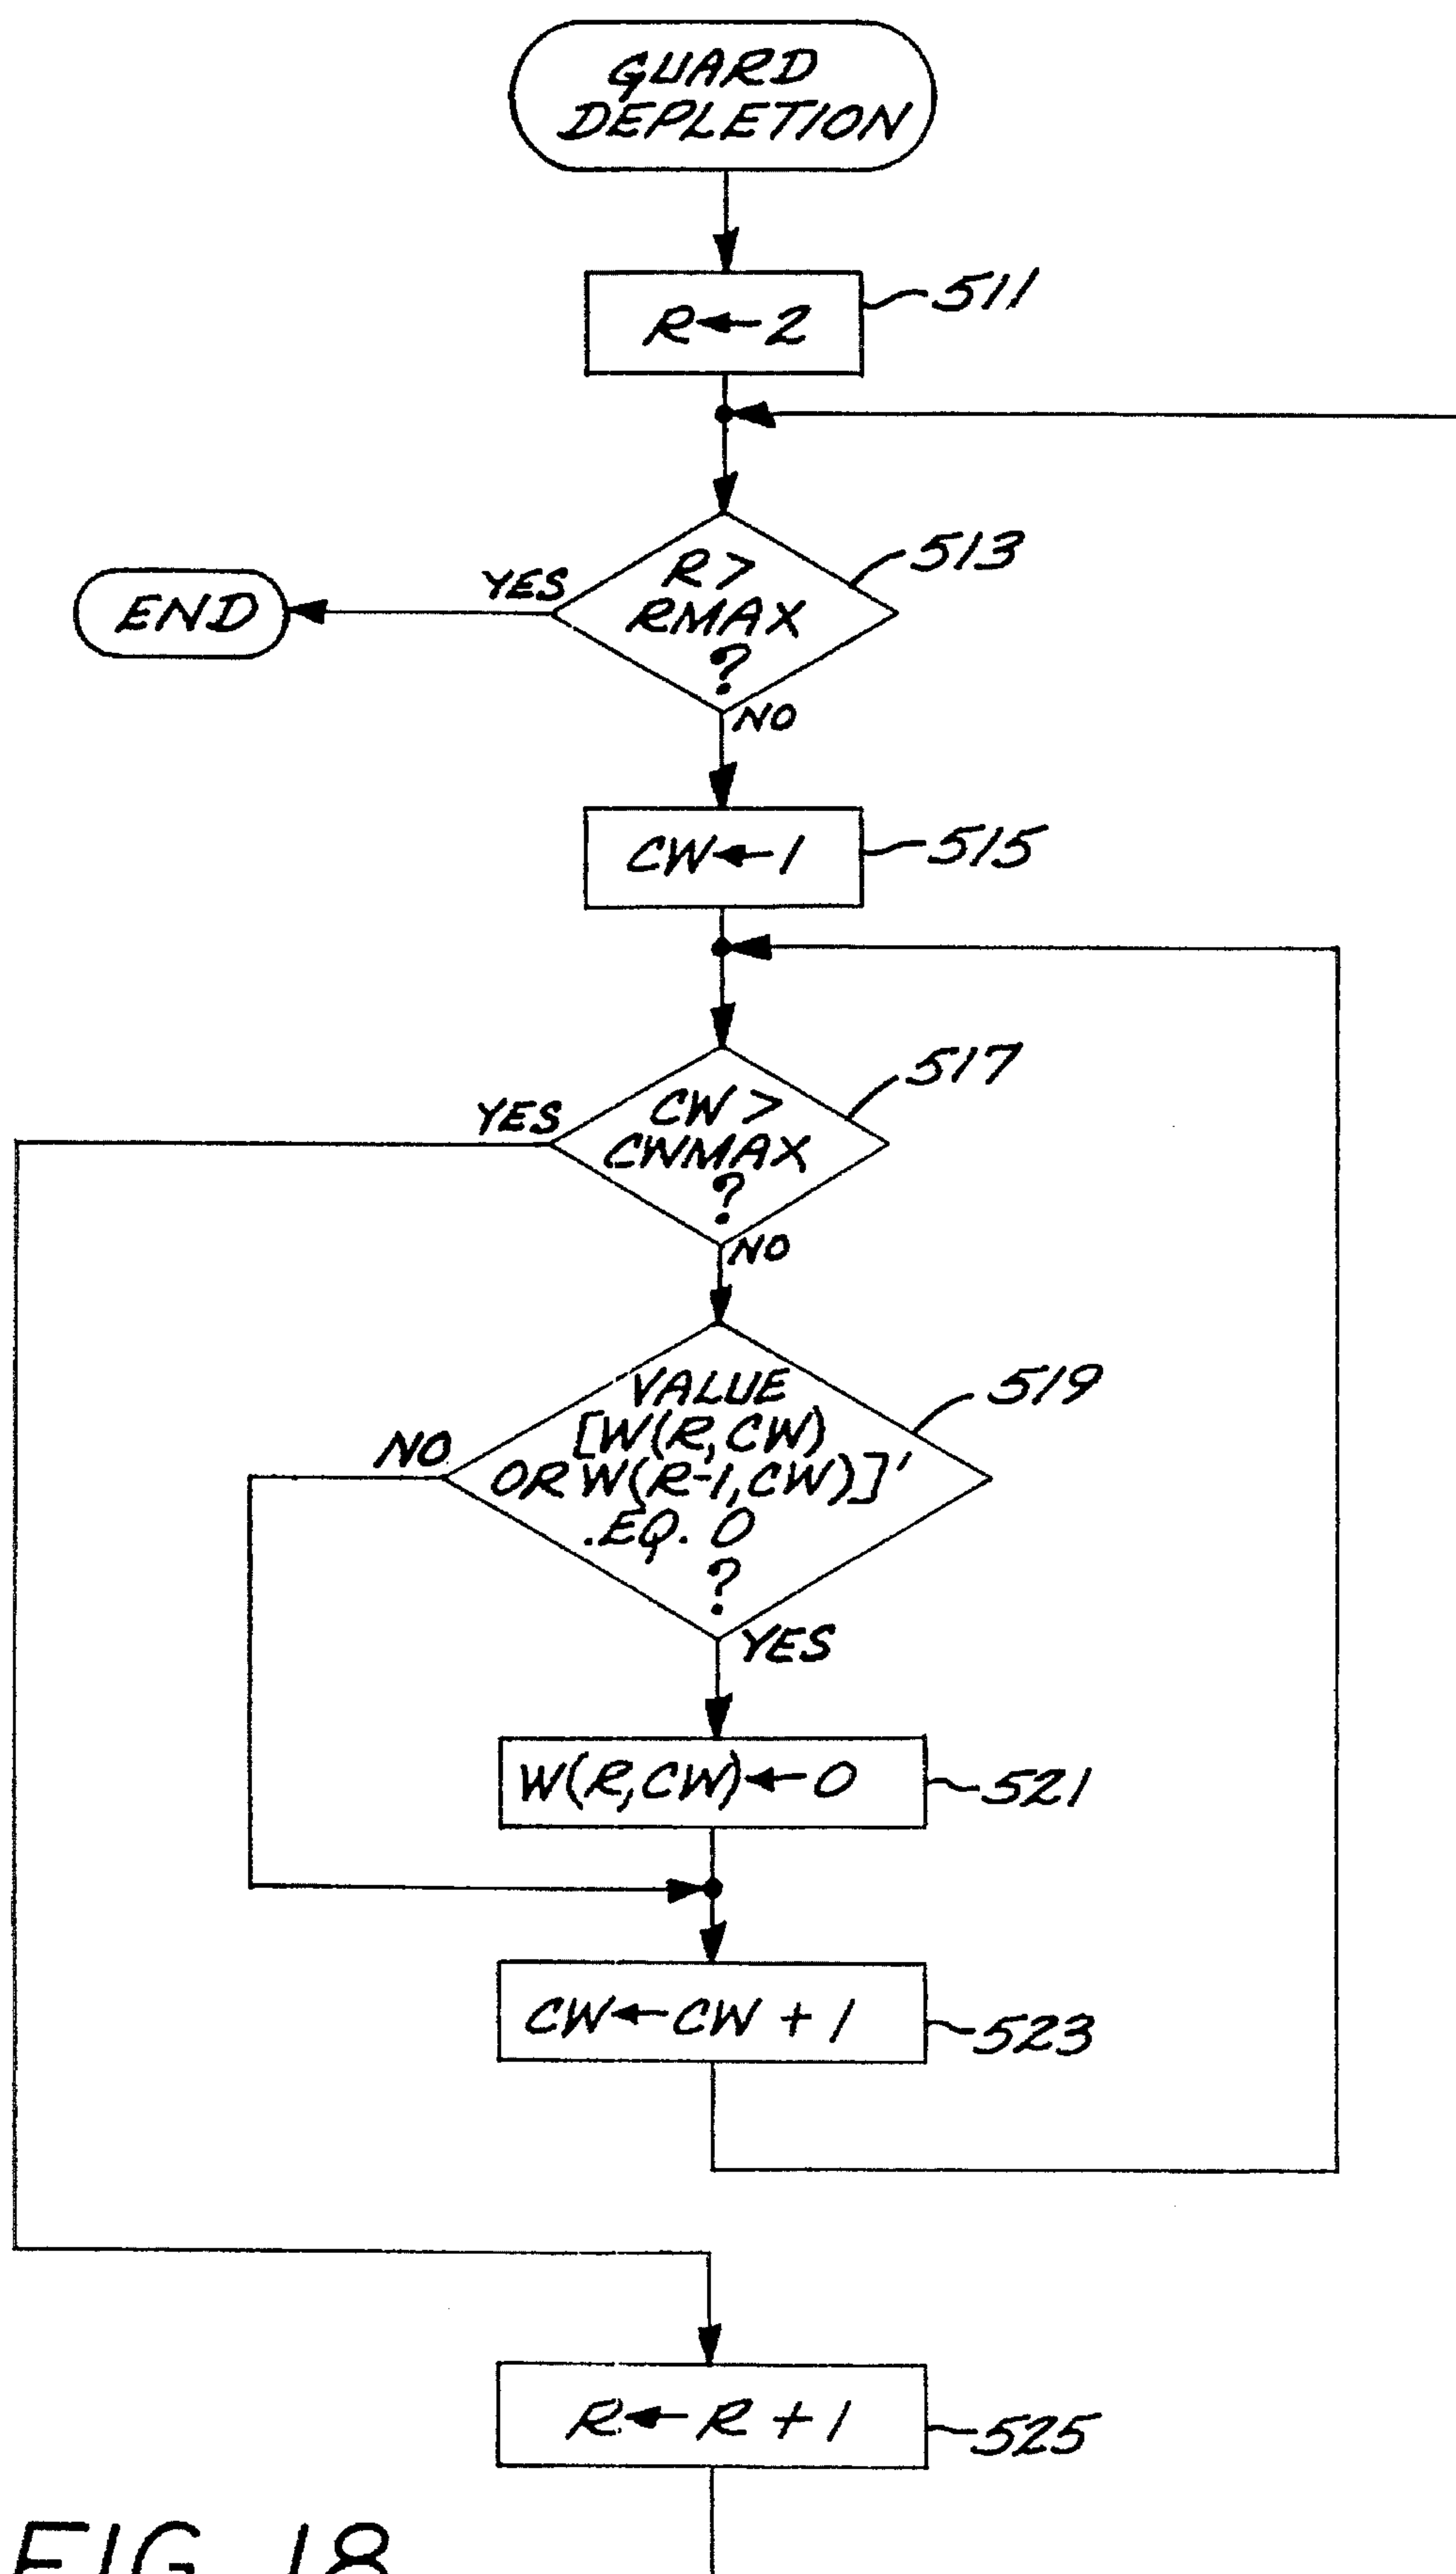 GUARD
DEPLETION
R←2
511
R>
RMAX
?
513
YES
END
NO
CW←1
515
CW>
CWMAX
?
517
YES
NO
VALUE
[W(R,CW)
OR W(R-1,CW)]'
.EQ. 0
?
519
NO
YES
W(R,CW)←0
521
CW←CW+1
523
R←R+1
525
FIG. 18